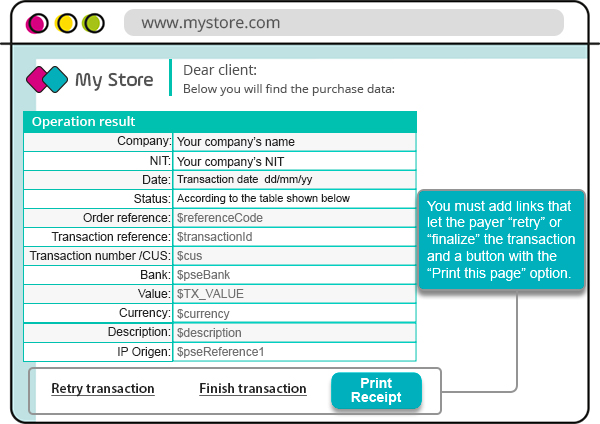 www.mystore.com
My Store
Dear client:
Below you will find the purchase data:
Operation result
Company: Your company's name
NIT: Your company's NIT
Date: Transaction date dd/mm/yy
Status: According to the table shown below
Order reference: $referenceCode
Transaction reference: $transactionId
Transaction number /CUS: $cus
Bank: $pseBank
Value: $TX_VALUE
Currency: $currency
Description: $description
IP Origen: $pseReference1
You must add links that
let the payer “retry” or
“finalize” the transaction
and a button with the
“Print this page” option.
Retry transaction
Finish transaction
Print
Receipt